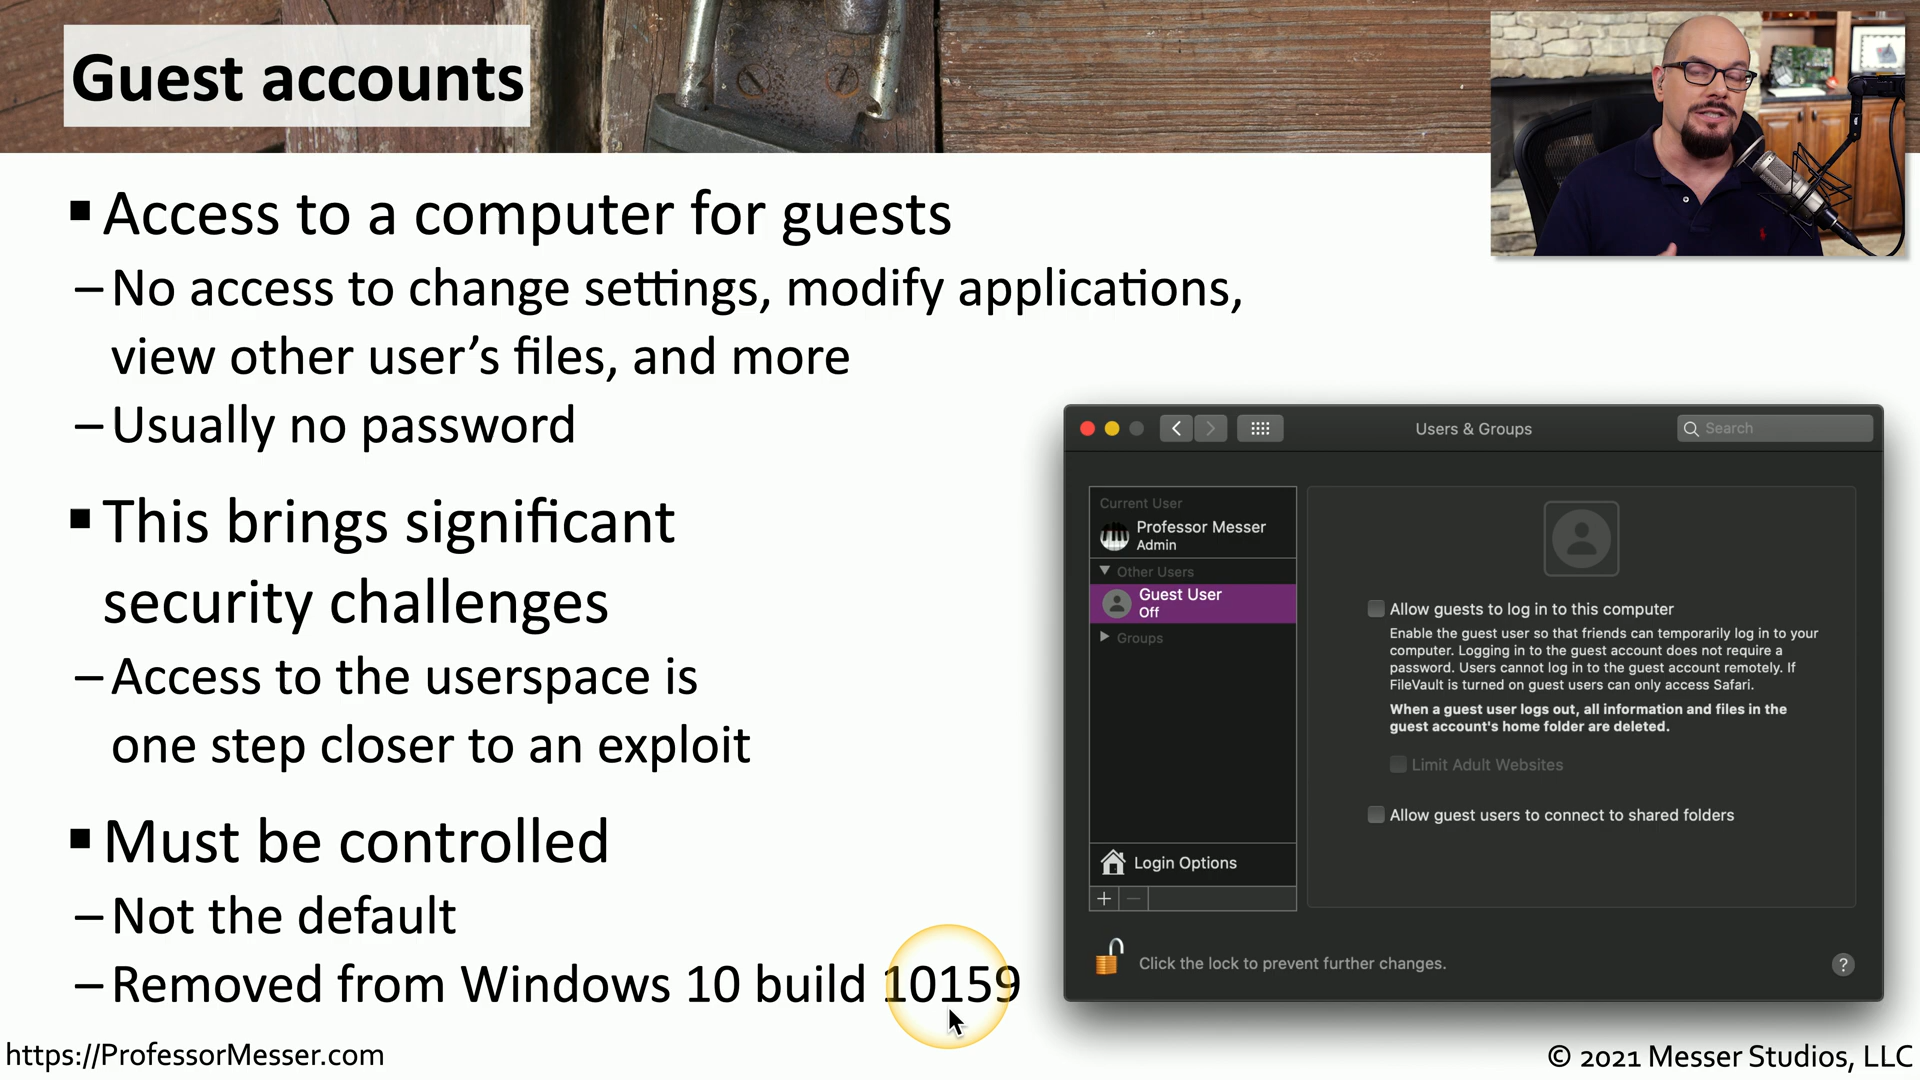 Guest accounts
▪ Access to a computer for guests
– No access to change settings, modify applications,
view other user’s files, and more
– Usually no password
▪ This brings significant
security challenges
– Access to the userspace is
one step closer to an exploit
▪ Must be controlled
– Not the default
– Removed from Windows 10 build 10159
Users & Groups
Search
Current User
Professor Messer
Admin
Other Users
Guest User
Off
Groups
Login Options
Allow guests to log in to this computer
Enable the guest user so that friends can temporarily log in to your
computer. Logging in to the guest account does not require a
password. Users cannot log in to the guest account remotely. If
FileVault is turned on guest users can only access Safari.
When a guest user logs out, all information and files in the
guest account's home folder are deleted.
Limit Adult Websites
Allow guest users to connect to shared folders
Click the lock to prevent further changes.
?
https://ProfessorMesser.com
© 2021 Messer Studios, LLC